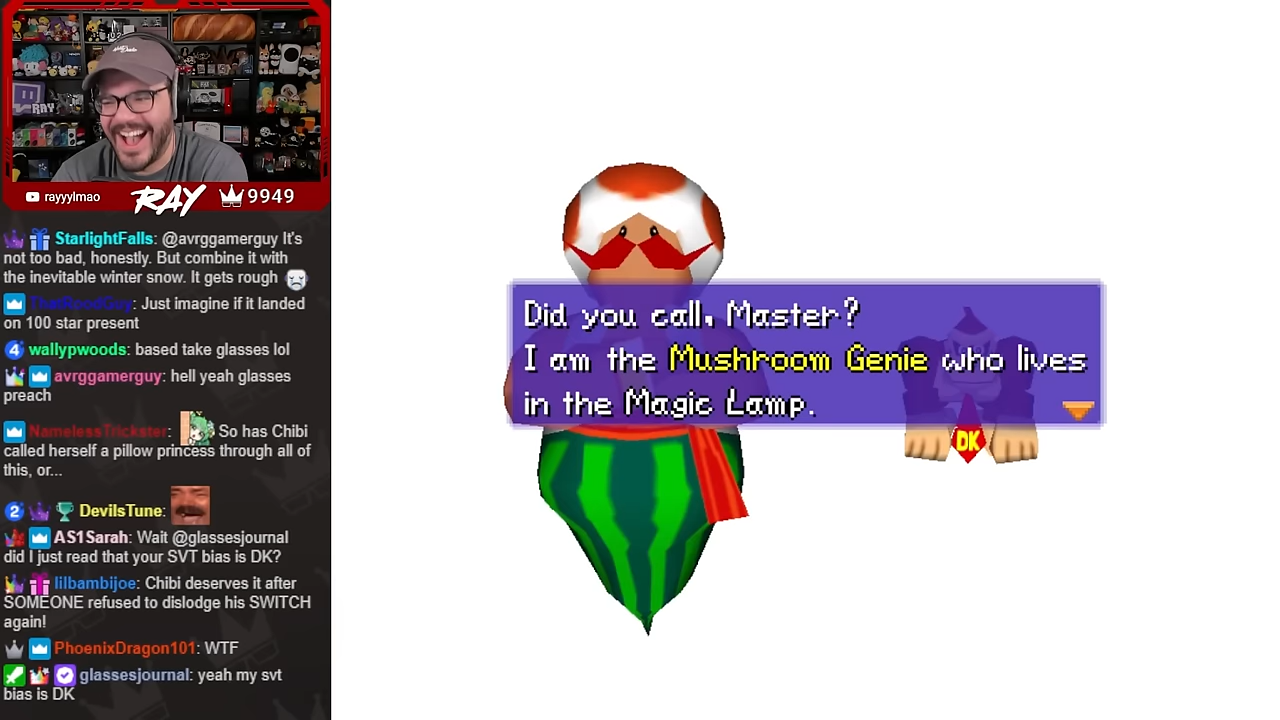 rayyylmao RAY 9949
StarlightFalls: @avrggamerguy It's
not too bad, honestly. But combine it with
the inevitable winter snow. It gets rough
ThatRoodGuy: Just imagine if it landed
on 100 star present
wallypwoods: based take glasses lol
avrggamerguy: hell yeah glasses
preach
NamelessTrickster: So has Chibi
called herself a pillow princess through all of
this, or...
DevilsTune:
AS1Sarah: Wait @glassesjournal
did I just read that your SVT bias is DK?
lilbambijoe: Chibi deserves it after
SOMEONE refused to dislodge his SWITCH
again!
PhoenixDragon101: WTF
glassesjournal: yeah my svt
bias is DK
Did you call, Master?
I am the Mushroom Genie who lives
in the Magic Lamp.
DK